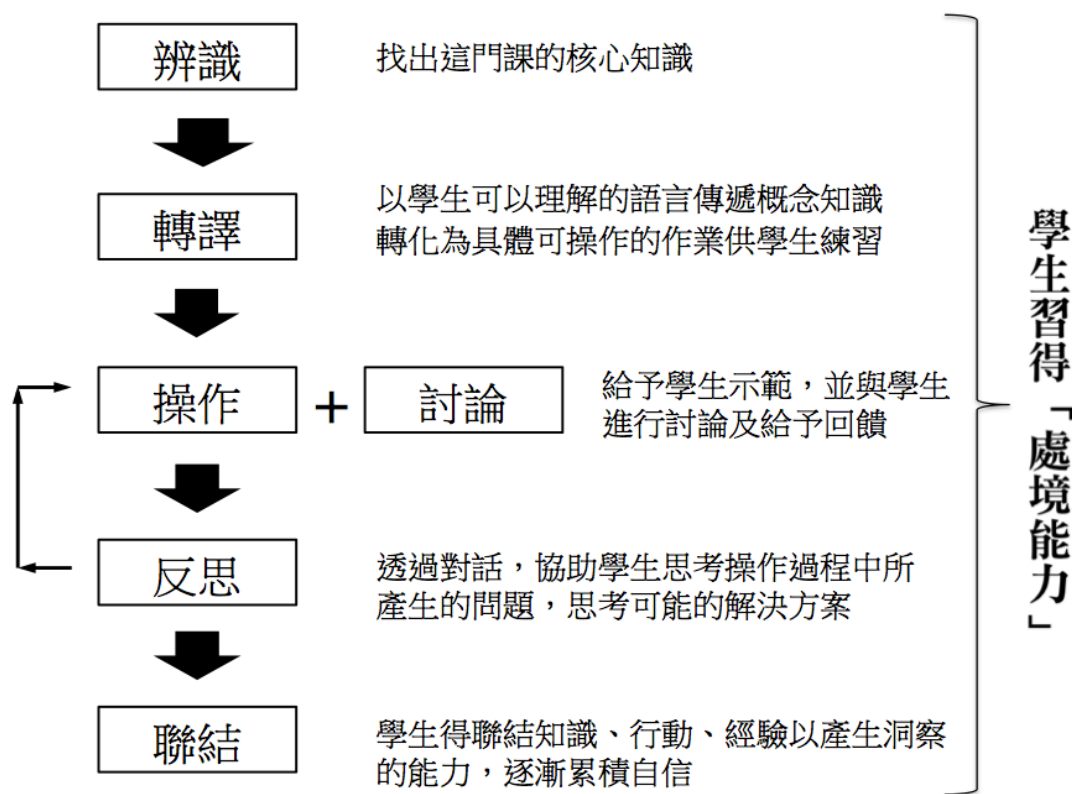 辨識
找出這門課的核心知識
轉譯
以學生可以理解的語言傳遞概念知識
轉化為具體可操作的作業供學生練習
操作
+
討論
給予學生示範，並與學生
進行討論及給予回饋
反思
透過對話，協助學生思考操作過程中所
產生的問題，思考可能的解決方案
聯結
學生得聯結知識、行動、經驗以產生洞察
的能力，逐漸累積自信
學生習得「處境能力」